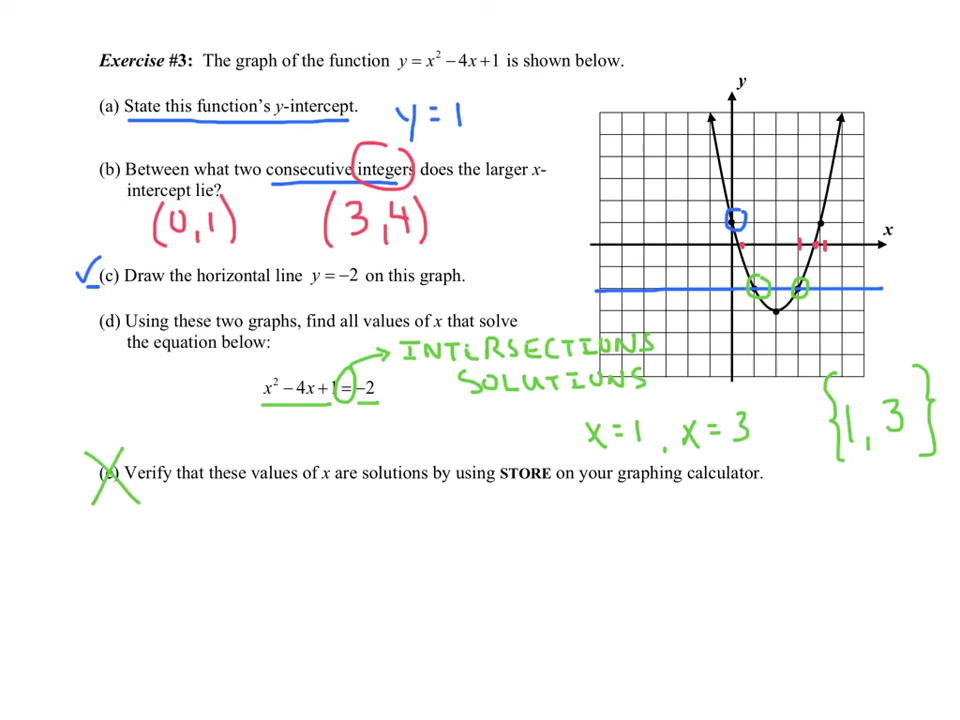 Exercise #3: The graph of the function y = x² − 4x + 1 is shown below.
(a) State this function's y-intercept.
y = 1
(b) Between what two consecutive integers does the larger x-
intercept lie?
(0,1) (3,4)
(c) Draw the horizontal line y = −2 on this graph.
(d) Using these two graphs, find all values of x that solve
the equation below:
INTERSECTIONS
SOLUTIONS
x² − 4x + 1 = −2
x = 1, x = 3 {1, 3}
(e) Verify that these values of x are solutions by using STORE on your graphing calculator.
y
x